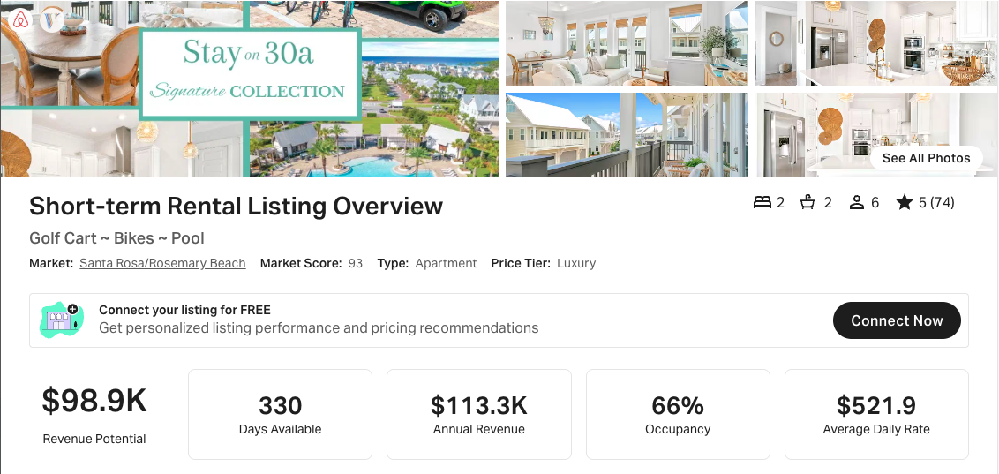 Stay on 30a
Signature COLLECTION
See All Photos
Short-term Rental Listing Overview
2 2 6 5 (74)
Golf Cart ~ Bikes ~ Pool
Market: Santa Rosa/Rosemary Beach Market Score: 93 Type: Apartment Price Tier: Luxury
Connect your listing for FREE
Get personalized listing performance and pricing recommendations
Connect Now
$98.9K
Revenue Potential
330
Days Available
$113.3K
Annual Revenue
66%
Occupancy
$521.9
Average Daily Rate